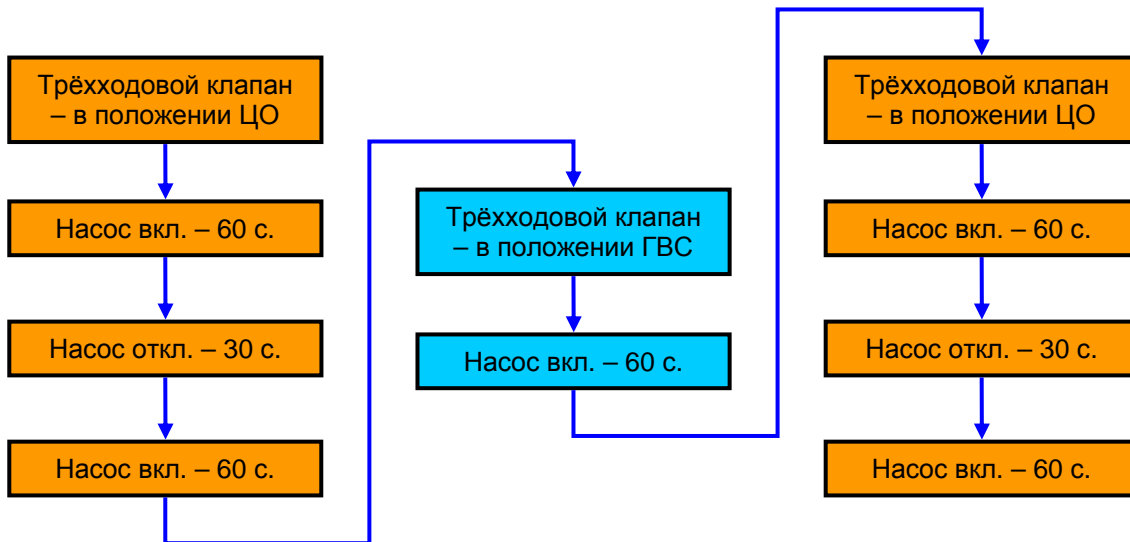 Трёхходовой клапан
– в положении ЦО
Насос вкл. – 60 с.
Насос откл. – 30 с.
Насос вкл. – 60 с.
Трёхходовой клапан
– в положении ГВС
Насос вкл. – 60 с.
Трёхходовой клапан
– в положении ЦО
Насос вкл. – 60 с.
Насос откл. – 30 с.
Насос вкл. – 60 с.